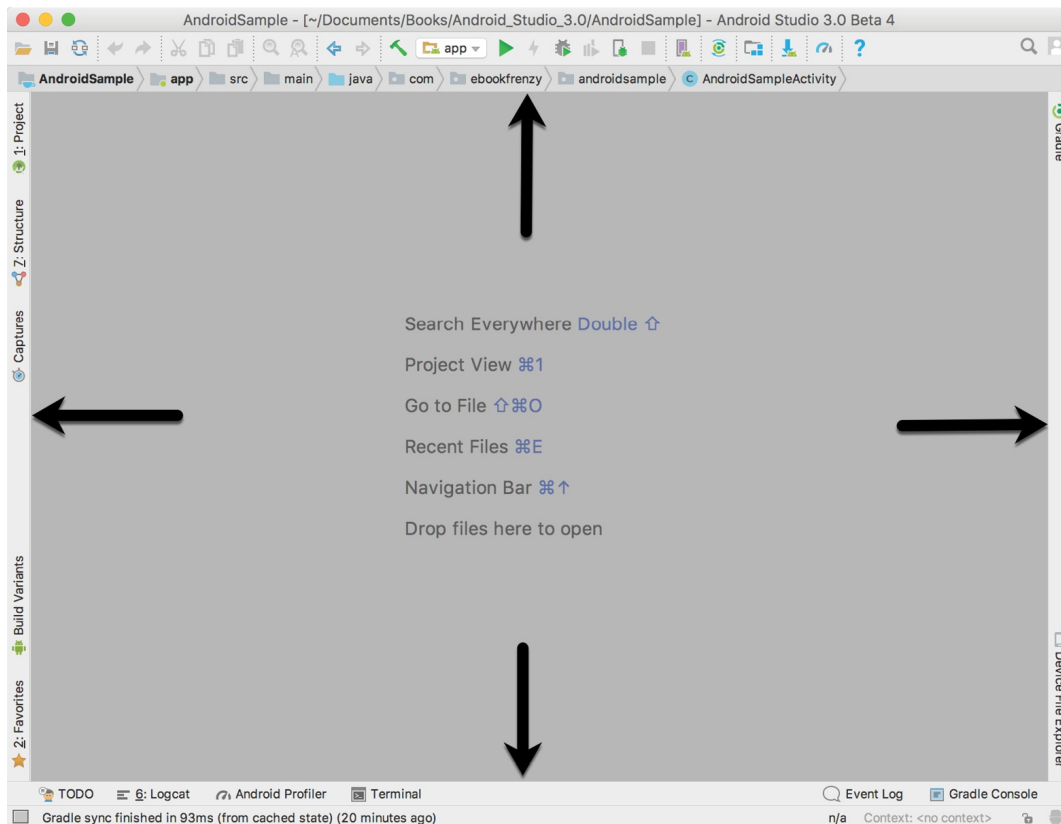 AndroidSample - [~/Documents/Books/Android_Studio_3.0/AndroidSample] - Android Studio 3.0 Beta 4
app
AndroidSample app src main java com ebookfrenzy androidsample C AndroidSampleActivity
1: Project
Z: Structure
Captures
Build Variants
2: Favorites
Search Everywhere Double ⇧
Project View ⌘1
Go to File ⇧⌘O
Recent Files ⌘E
Navigation Bar ⌘↑
Drop files here to open
Gradle
Device File Explorer
TODO 6: Logcat Android Profiler Terminal Event Log Gradle Console
Gradle sync finished in 93ms (from cached state) (20 minutes ago) n/a Context: <no context>